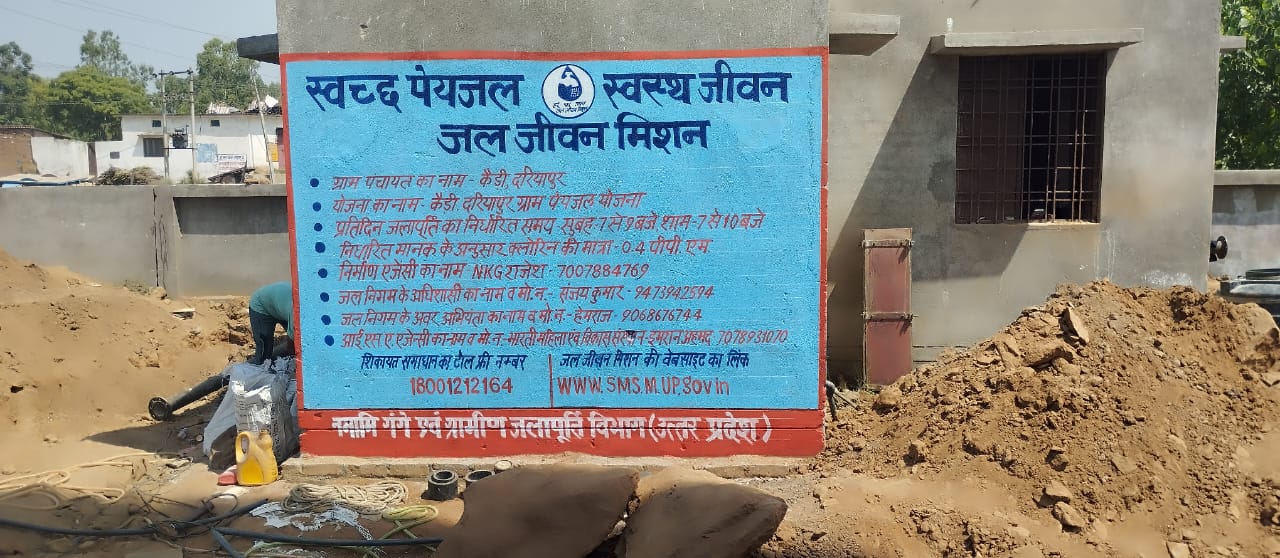 स्वच्छ पेयजल स्वस्थ जीवन
जल जीवन मिशन
ग्राम पंचायत का नाम - कैडी दरियापुर
योजना का नाम - कैडी दरियापुर ग्राम पेयजल योजना
प्रतिदिन जलापूर्ति का निर्धारित समय सुबह-7 से 9 बजे शाम-7 से 10 बजे
निर्धारित मानक के अनुसार क्लोरिन की मात्रा - 0.4 पी.पी. एम
निर्माण एजेंसी का नाम - NKG राजेश - 7007884769
जल निगम के अधिशासी का नाम व मो.न.- संजय कुमार - 9473942594
जल निगम के अवर अभियंता का नाम व मो.न.- हेमराज - 9068676744
आई.एस.ए. एजेन्सी का नाम व मो.न. भारती महिला एवं विकास संस्थान - इमरान अहमद, 7078931070
शिकायत समाधान का टोल फ्री नम्बर
18001212164
जल जीवन मिशन की वेबसाइट का लिंक
WWW.SMS.M.UP.Gov.in
नमामि गंगे एवं ग्रामीण जलापूर्ति विभाग (उत्तर प्रदेश)